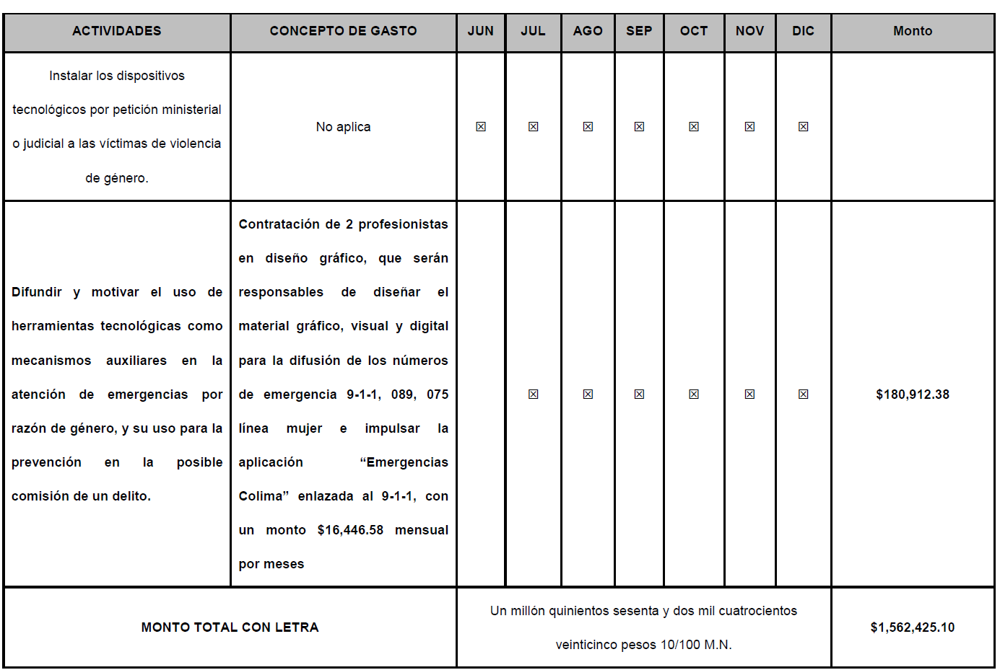 ACTIVIDADES CONCEPTO DE GASTO JUN JUL AGO SEP OCT NOV DIC Monto
Instalar los dispositivos
tecnológicos por petición ministerial
o judicial a las víctimas de violencia
de género.
No aplica ☒ ☒ ☒ ☒ ☒ ☒ ☒
Difundir y motivar el uso de
herramientas tecnológicas como
mecanismos auxiliares en la
atención de emergencias por
razón de género, y su uso para la
prevención en la posible
comisión de un delito.
Contratación de 2 profesionistas
en diseño gráfico, que serán
responsables de diseñar el
material gráfico, visual y digital
para la difusión de los números
de emergencia 9-1-1, 089, 075
línea mujer e impulsar la
aplicación “Emergencias
Colima” enlazada al 9-1-1, con
un monto $16,446.58 mensual
por meses
☒ ☒ ☒ ☒ ☒ ☒ $180,912.38
MONTO TOTAL CON LETRA
Un millón quinientos sesenta y dos mil cuatrocientos
veinticinco pesos 10/100 M.N.
$1,562,425.10